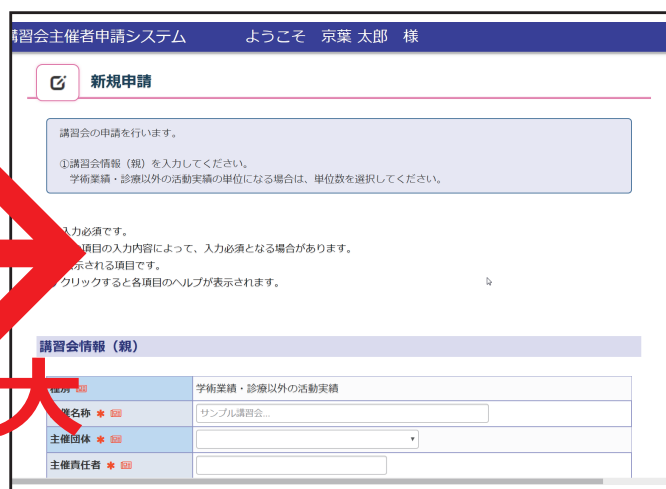 講習会主催者申請システム ようこそ 京葉 太郎 様
新規申請
講習会の申請を行います。
①講習会情報（親）を入力してください。
学術業績・診療以外の活動実績の単位になる場合は、単位数を選択してください。
入力必須です。
項目の入力内容によって、入力必須となる場合があります。
示される項目です。
クリックすると各項目のヘルプが表示されます。
講習会情報（親）
種別 学術業績・診療以外の活動実績
催名称 * サンプル講習会...
主催団体 *
主催責任者 *
大